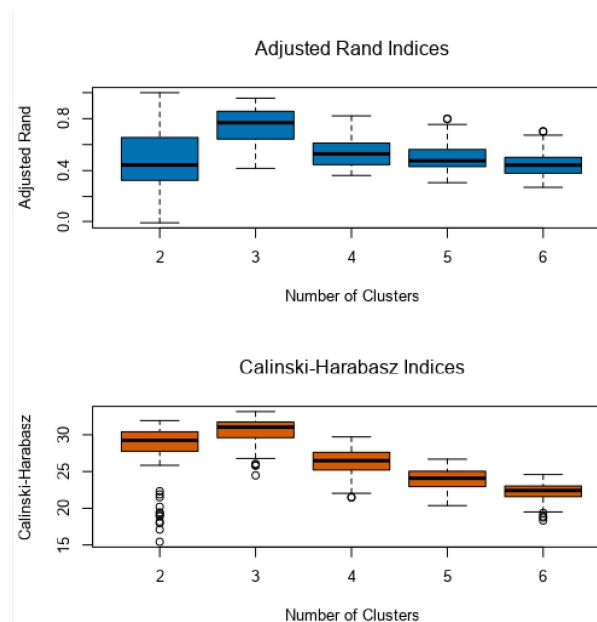 Adjusted Rand Indices
Adjusted Rand
0.0 0.4 0.8
2 3 4 5 6
Number of Clusters
Calinski-Harabasz Indices
Calinski-Harabasz
15 20 25 30
2 3 4 5 6
Number of Clusters